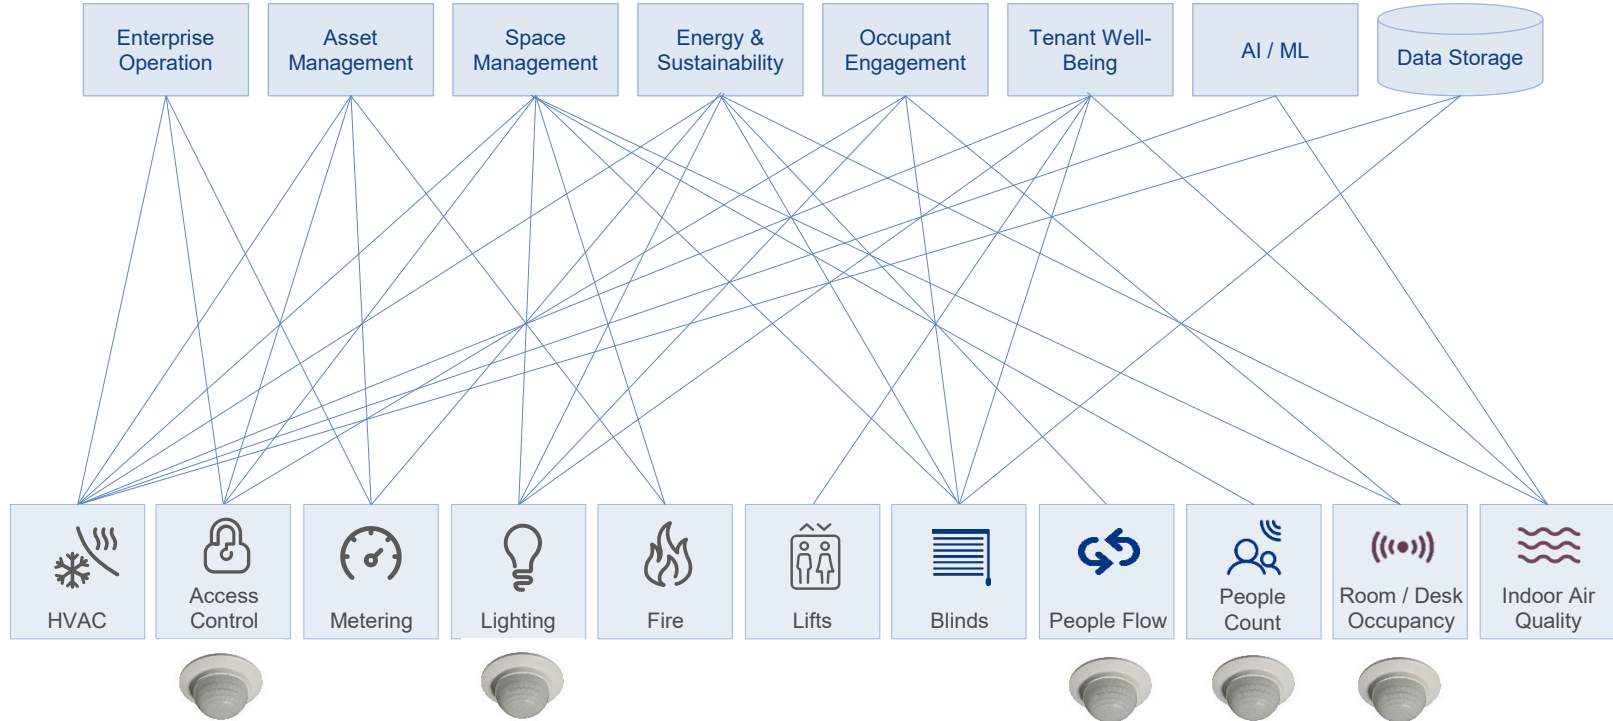 Enterprise
Operation
Asset
Management
Space
Management
Energy &
Sustainability
Occupant
Engagement
Tenant Well-
Being
AI / ML
Data Storage
HVAC
Access
Control
Metering
Lighting
Fire
Lifts
Blinds
People Flow
People
Count
Room / Desk
Occupancy
Indoor Air
Quality